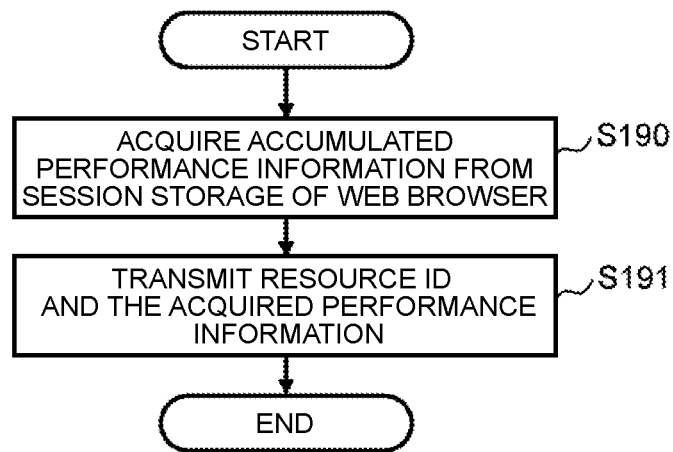 START
ACQUIRE ACCUMULATED
PERFORMANCE INFORMATION FROM
SESSION STORAGE OF WEB BROWSER
S190
TRANSMIT RESOURCE ID
AND THE ACQUIRED PERFORMANCE
INFORMATION
S191
END